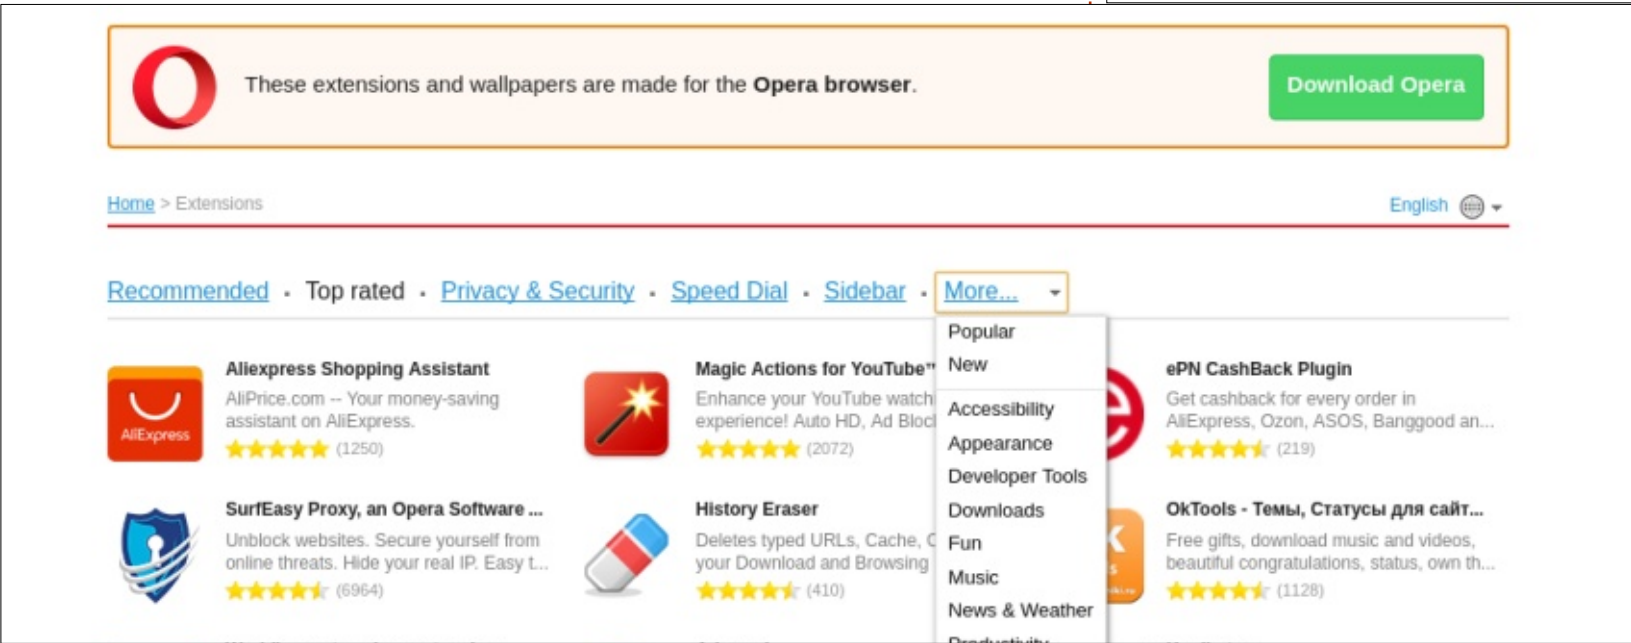 These extensions and wallpapers are made for the Opera browser.
Download Opera
Home > Extensions
English
Recommended · Top rated · Privacy & Security · Speed Dial · Sidebar · More...
Popular
New
Accessibility
Appearance
Developer Tools
Downloads
Fun
Music
News & Weather
Productivity
Aliexpress Shopping Assistant
AliPrice.com -- Your money-saving
assistant on AliExpress.
(1250)
AliExpress
Magic Actions for YouTube™
Enhance your YouTube watch
experience! Auto HD, Ad Bloc
(2072)
ePN CashBack Plugin
Get cashback for every order in
AliExpress, Ozon, ASOS, Banggood an...
(219)
SurfEasy Proxy, an Opera Software ...
Unblock websites. Secure yourself from
online threats. Hide your real IP. Easy t...
(6964)
History Eraser
Deletes typed URLs, Cache,
your Download and Browsing
(410)
OkTools - Темы, Статусы для сайт...
Free gifts, download music and videos,
beautiful congratulations, status, own th...
(1128)